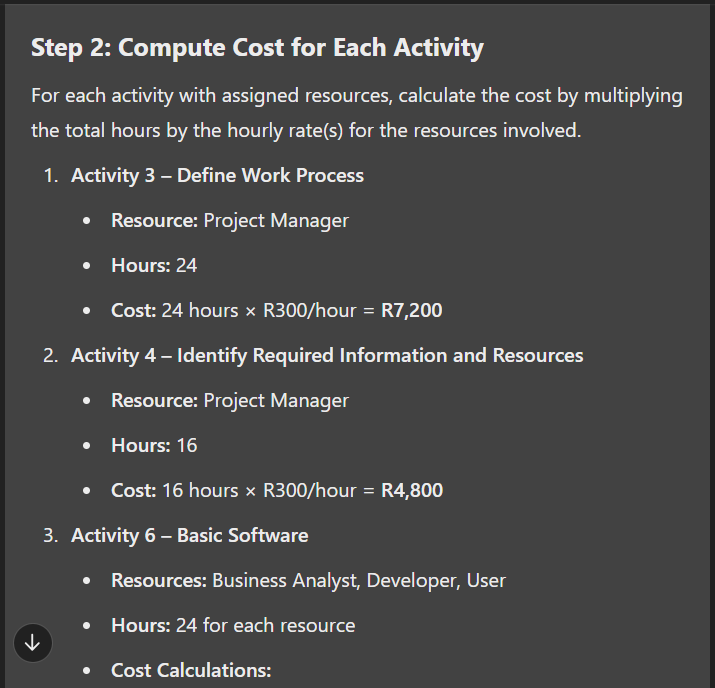 Step 2: Compute Cost for Each Activity
For each activity with assigned resources, calculate the cost by multiplying
the total hours by the hourly rate(s) for the resources involved.
1. Activity 3 – Define Work Process
• Resource: Project Manager
• Hours: 24
• Cost: 24 hours × R300/hour = R7,200
2. Activity 4 – Identify Required Information and Resources
• Resource: Project Manager
• Hours: 16
• Cost: 16 hours × R300/hour = R4,800
3. Activity 6 – Basic Software
• Resources: Business Analyst, Developer, User
• Hours: 24 for each resource
• Cost Calculations: